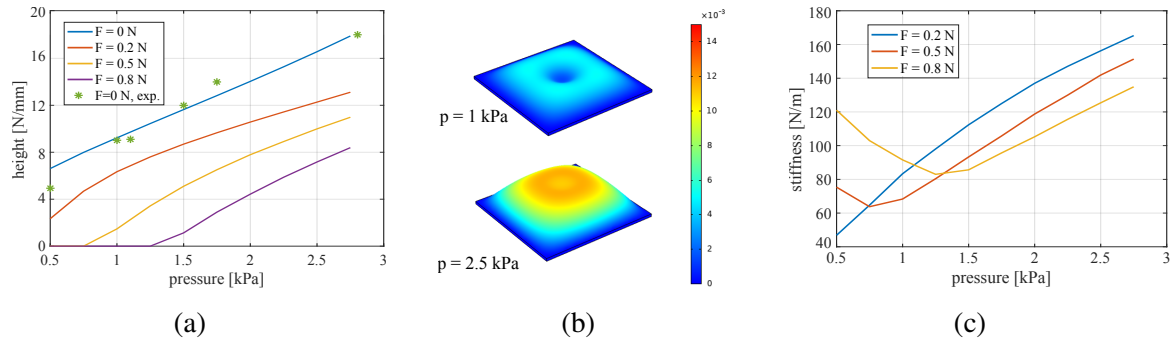 20
16
12
8
4
0
height [N/mm]
F = 0 N
F = 0.2 N
F = 0.5 N
F = 0.8 N
F=0 N, exp.
0.5 1 1.5 2 2.5 3
pressure [kPa]
(a)
p = 1 kPa
p = 2.5 kPa
×10⁻³
14
12
10
8
6
4
2
0
(b)
180
160
140
120
100
80
60
40
stiffness [N/m]
F = 0.2 N
F = 0.5 N
F = 0.8 N
0.5 1 1.5 2 2.5 3
pressure [kPa]
(c)